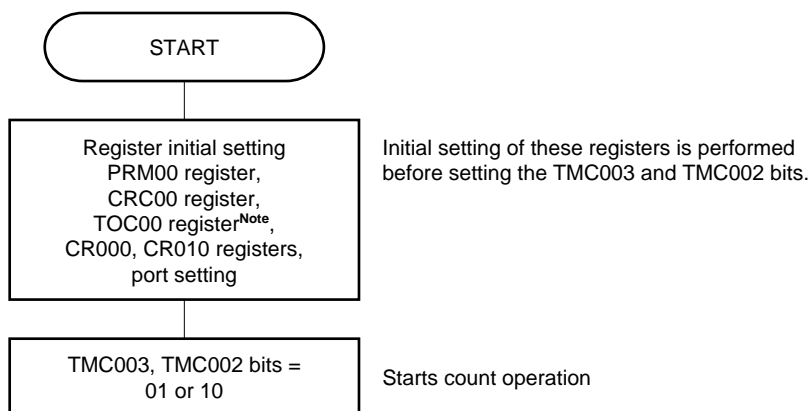 START
Register initial setting
PRM00 register,
CRC00 register,
TOC00 registerNote,
CR000, CR010 registers,
port setting
Initial setting of these registers is performed
before setting the TMC003 and TMC002 bits.
TMC003, TMC002 bits =
01 or 10
Starts count operation